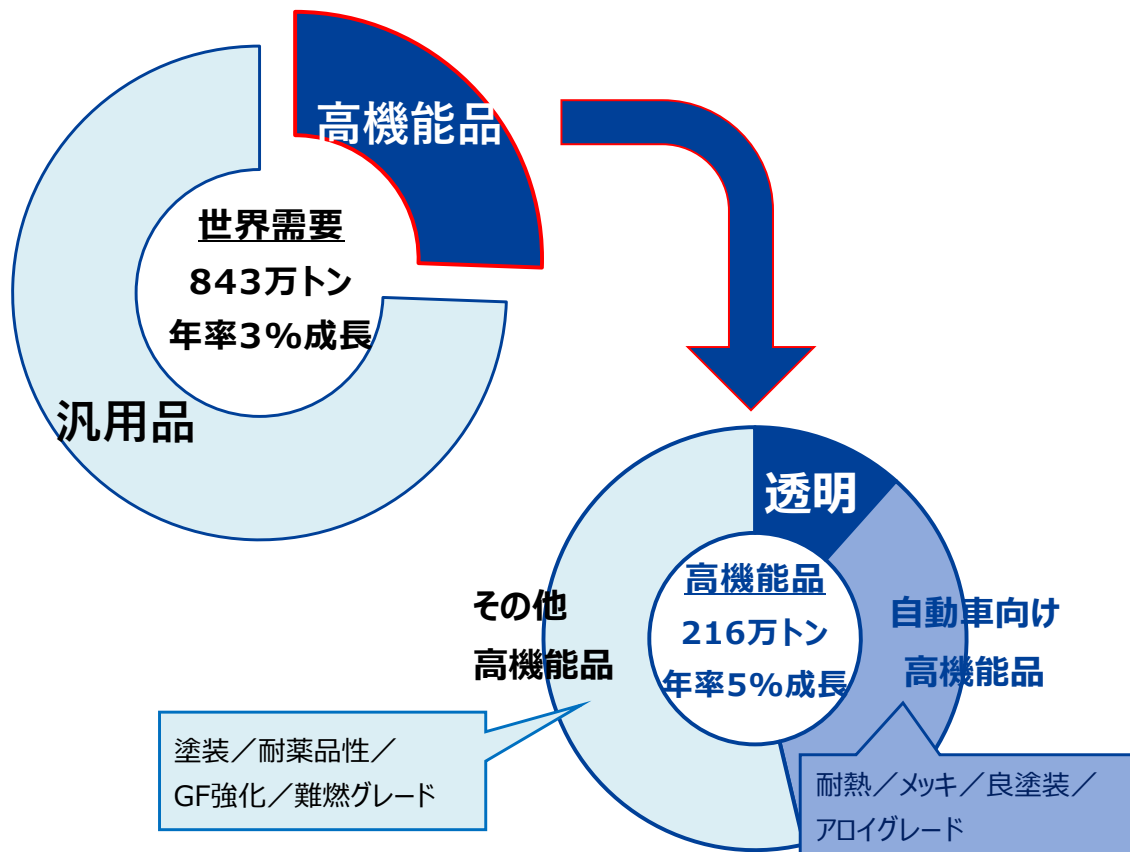 高機能品
世界需要
843万トン
年率3%成長
汎用品
透明
高機能品
216万トン
年率5%成長
その他
高機能品
自動車向け
高機能品
塗装／耐薬品性／
GF強化／難燃グレード
耐熱／メッキ／良塗装／
アロイグレード